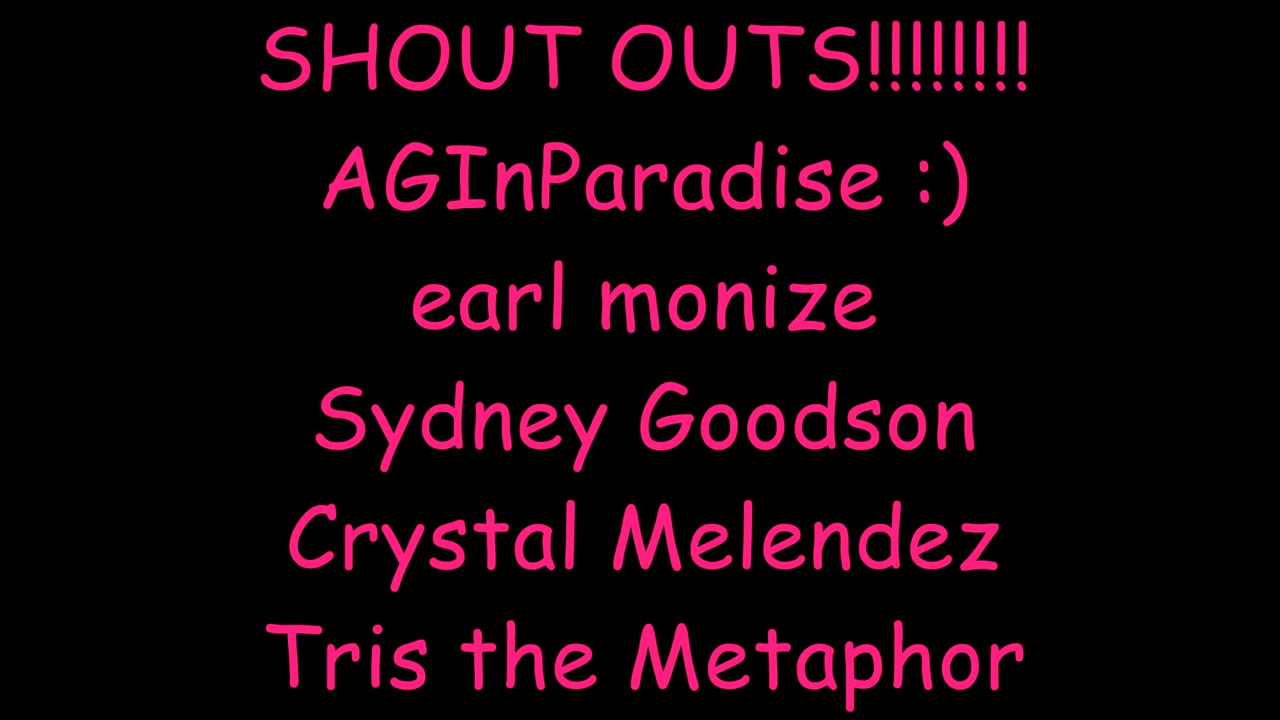 SHOUT OUTS!!!!!!!!
AGInParadise :)
earl monize
Sydney Goodson
Crystal Melendez
Tris the Metaphor